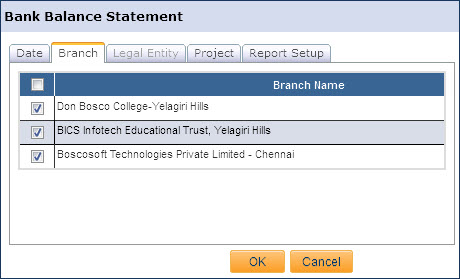 Bank Balance Statement
Date Branch Legal Entity Project Report Setup
Branch Name
Don Bosco College-Yelagiri Hills
BICS Infotech Educational Trust, Yelagiri Hills
Boscosoft Technologies Private Limited - Chennai
OK Cancel